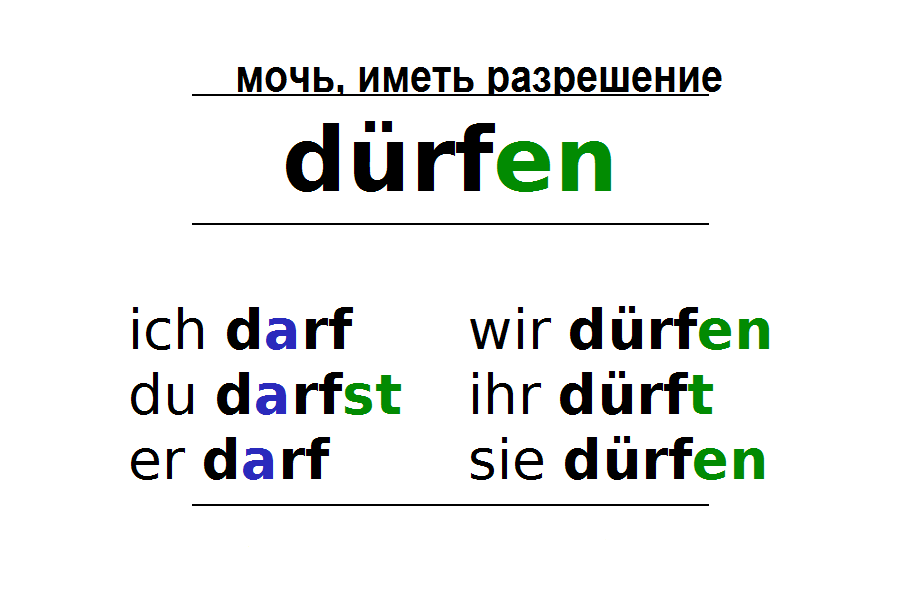 мочь, иметь разрешение
dürfen
ich darf wir dürfen
du darfst ihr dürft
er darf sie dürfen